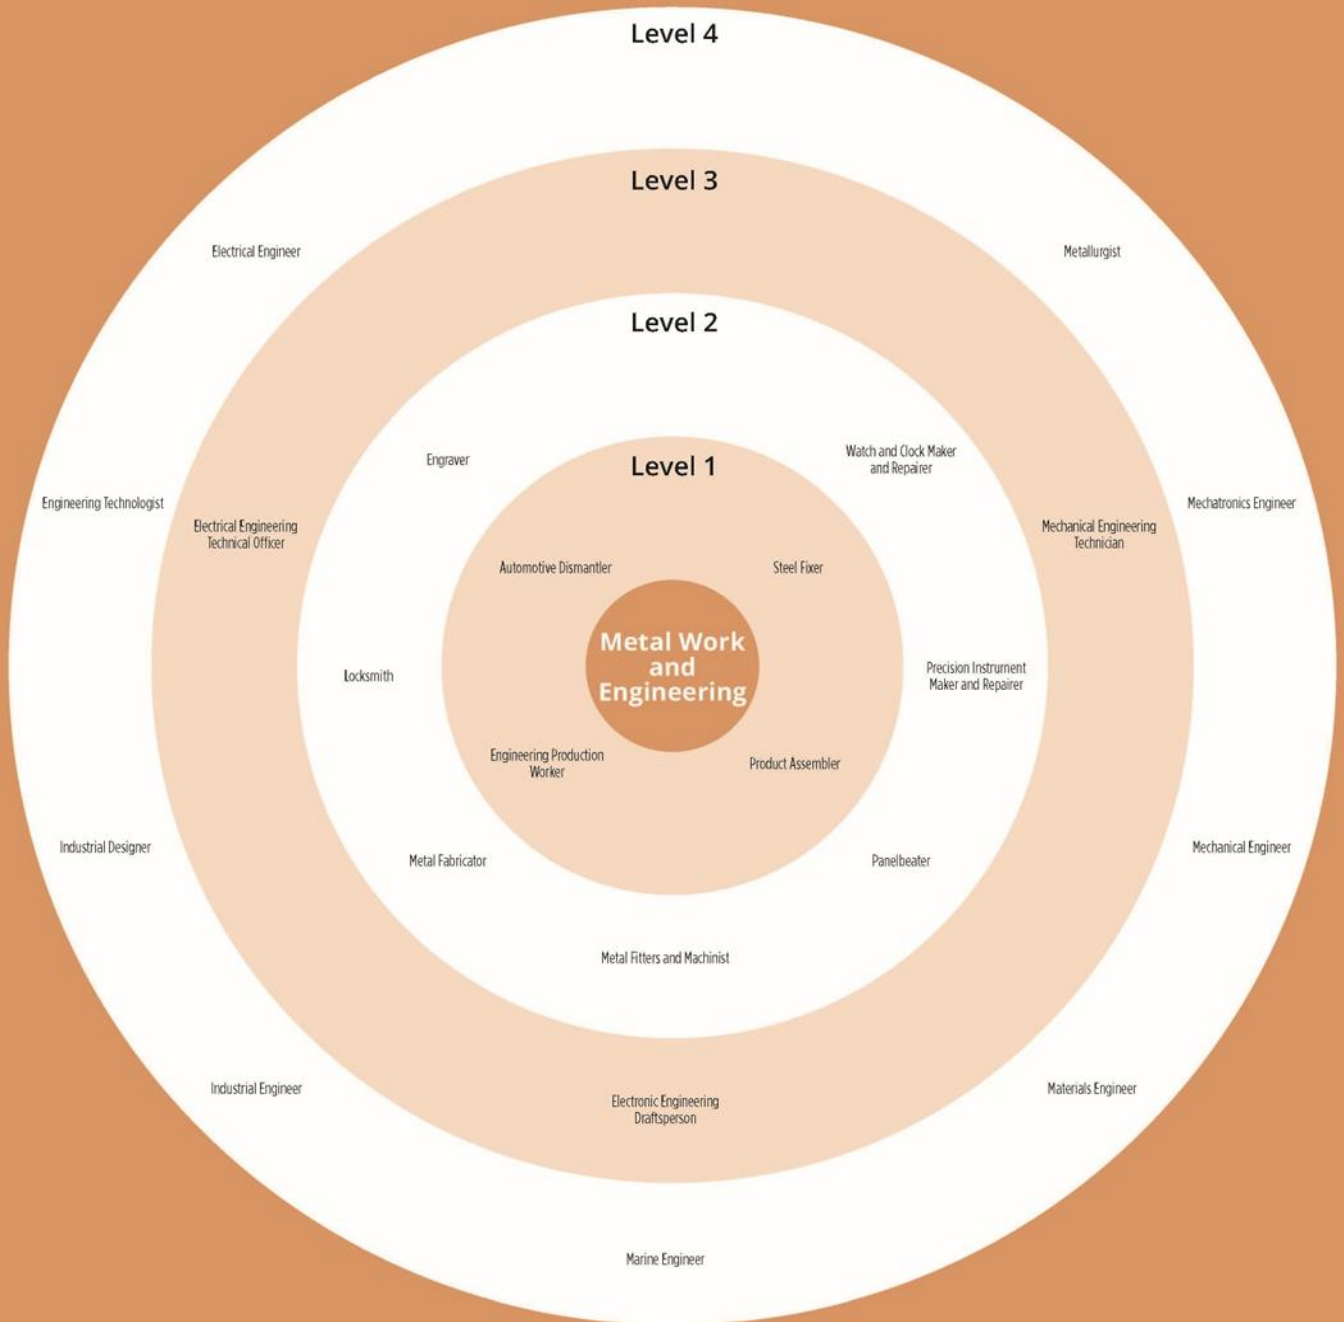 Level 4
Electrical Engineer
Metallurgist
Engineering Technologist
Mechatronics Engineer
Industrial Designer
Mechanical Engineer
Industrial Engineer
Materials Engineer
Marine Engineer
Level 3
Electrical Engineering
Technical Officer
Mechanical Engineering
Technician
Electronic Engineering
Draftsperson
Level 2
Engraver
Watch and Clock Maker
and Repairer
Locksmith
Precision Instrument
Maker and Repairer
Metal Fabricator
Panelbeater
Metal Fitters and Machinist
Level 1
Automotive Dismantler
Steel Fixer
Engineering Production
Worker
Product Assembler
Metal Work
and
Engineering